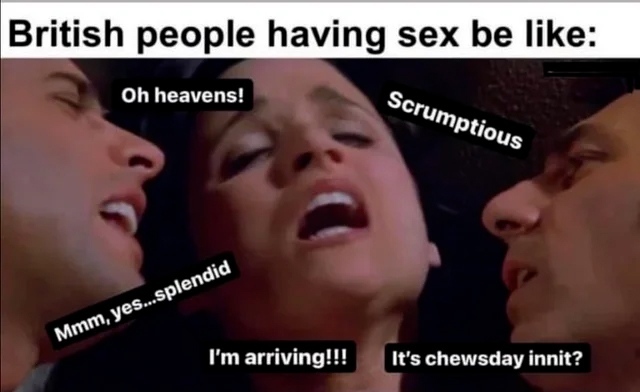 British people having sex be like:
Oh heavens!
Scrumptious
Mmm, yes...splendid
I'm arriving!!!
It's chewsday innit?